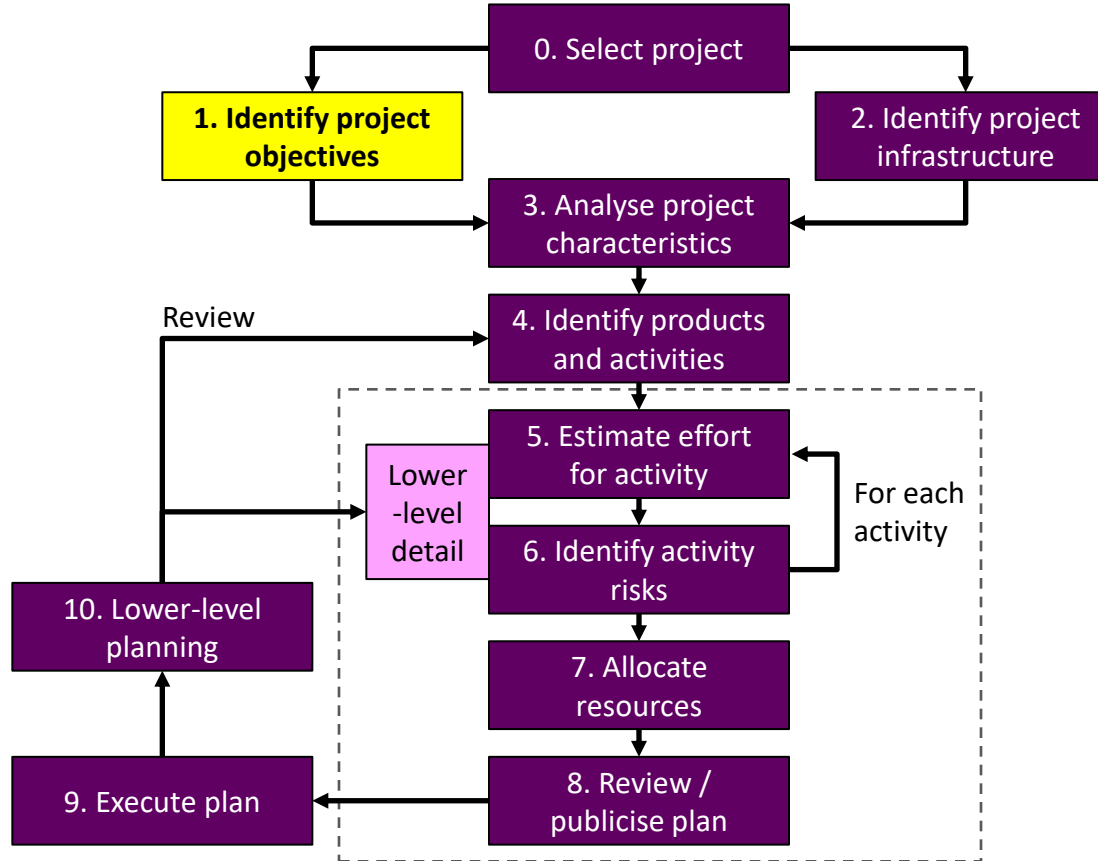 0. Select project
1. Identify project
objectives
2. Identify project
infrastructure
3. Analyse project
characteristics
Review
4. Identify products
and activities
5. Estimate effort
for activity
Lower
-level
detail
For each
activity
6. Identify activity
risks
10. Lower-level
planning
7. Allocate
resources
8. Review /
publicise plan
9. Execute plan